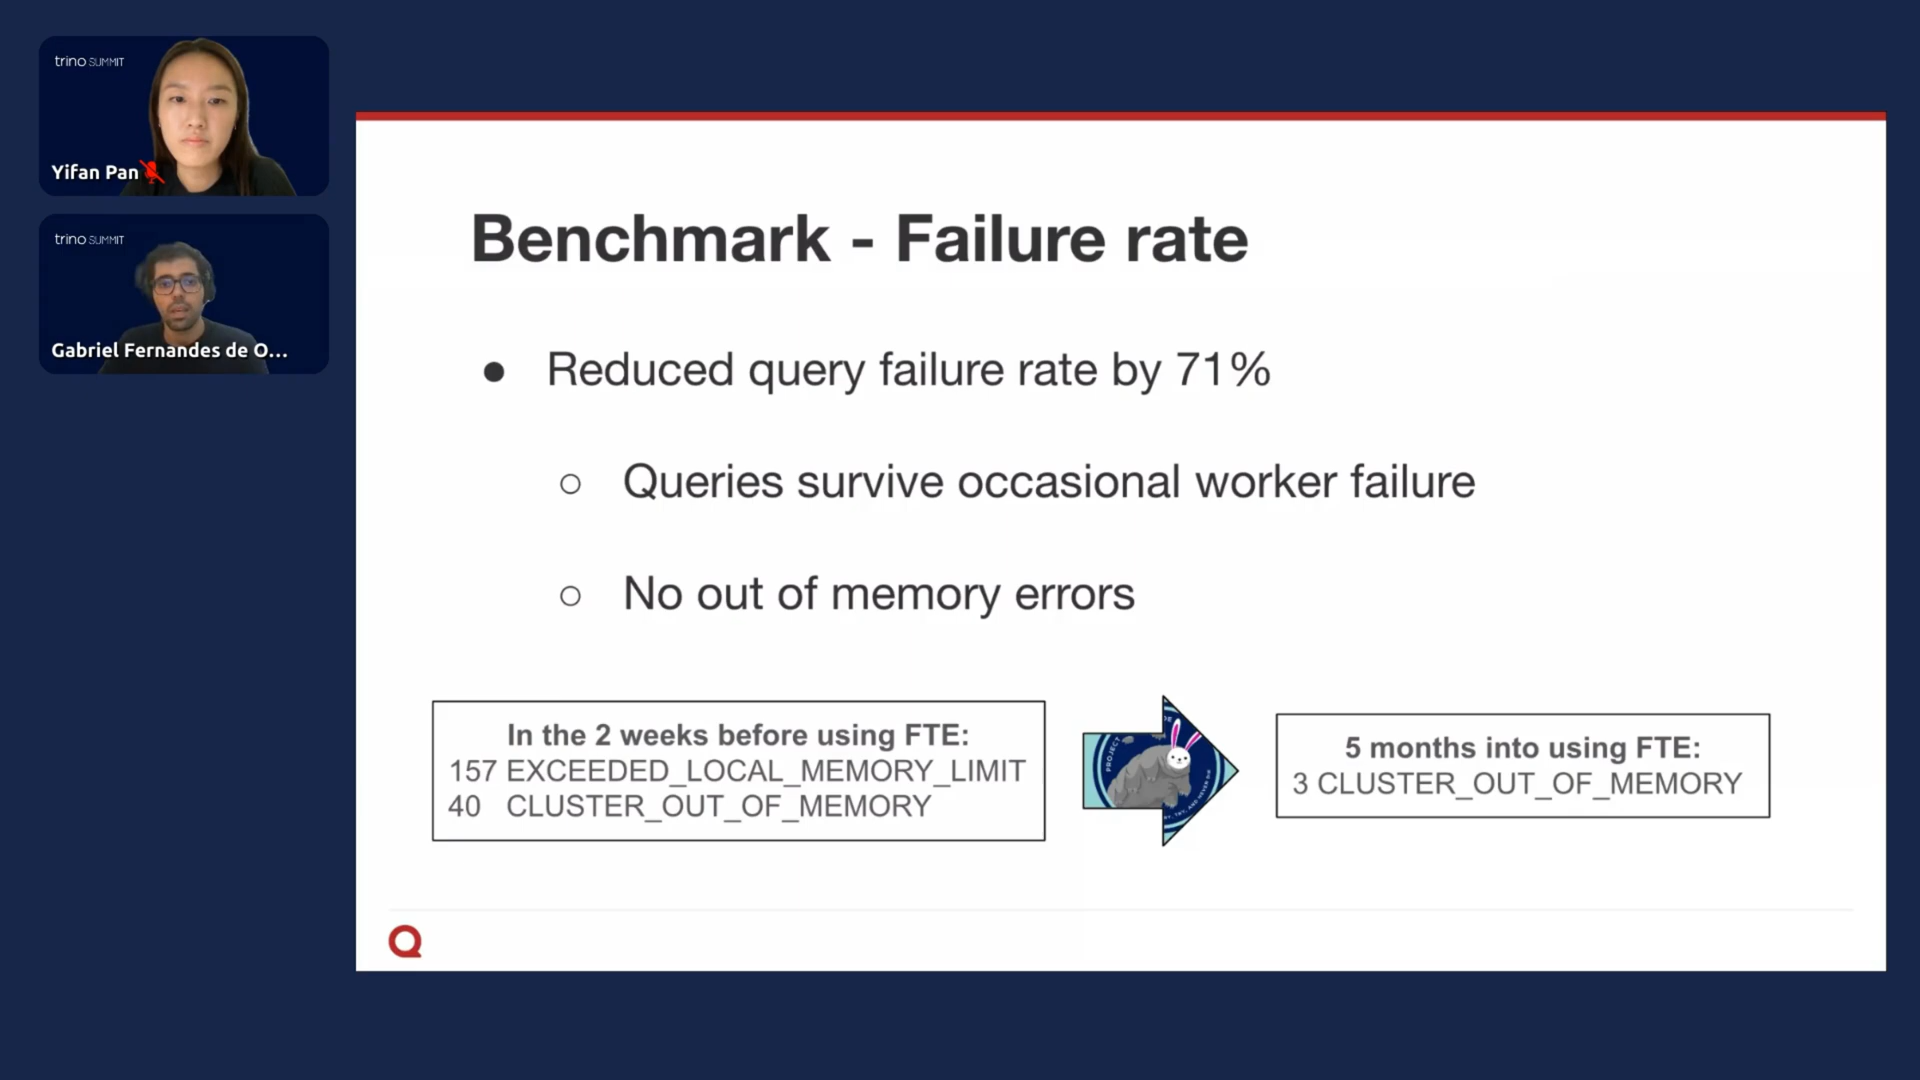 trino SUMMIT
Yifan Pan
trino SUMMIT
Gabriel Fernandes de O...
Benchmark - Failure rate
● Reduced query failure rate by 71%
○ Queries survive occasional worker failure
○ No out of memory errors
In the 2 weeks before using FTE:
157 EXCEEDED_LOCAL_MEMORY_LIMIT
40 CLUSTER_OUT_OF_MEMORY
PROJECT
5 months into using FTE:
3 CLUSTER_OUT_OF_MEMORY
Q